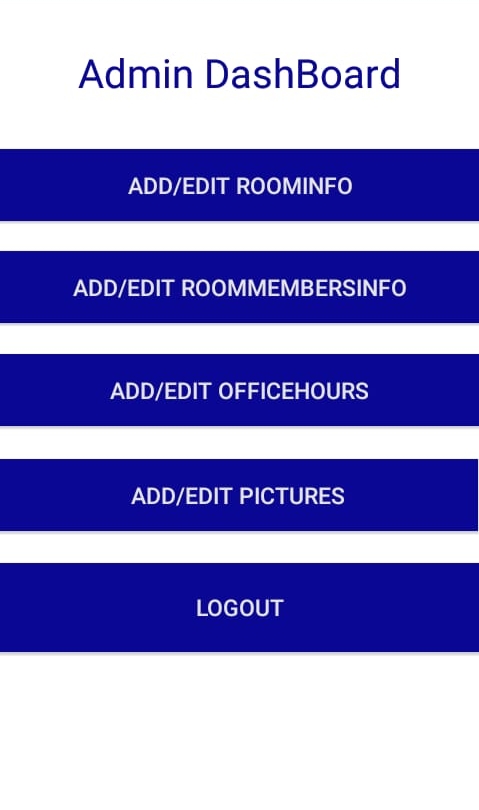 Admin DashBoard
ADD/EDIT ROOMINFO
ADD/EDIT ROOMMEMBERSINFO
ADD/EDIT OFFICEHOURS
ADD/EDIT PICTURES
LOGOUT